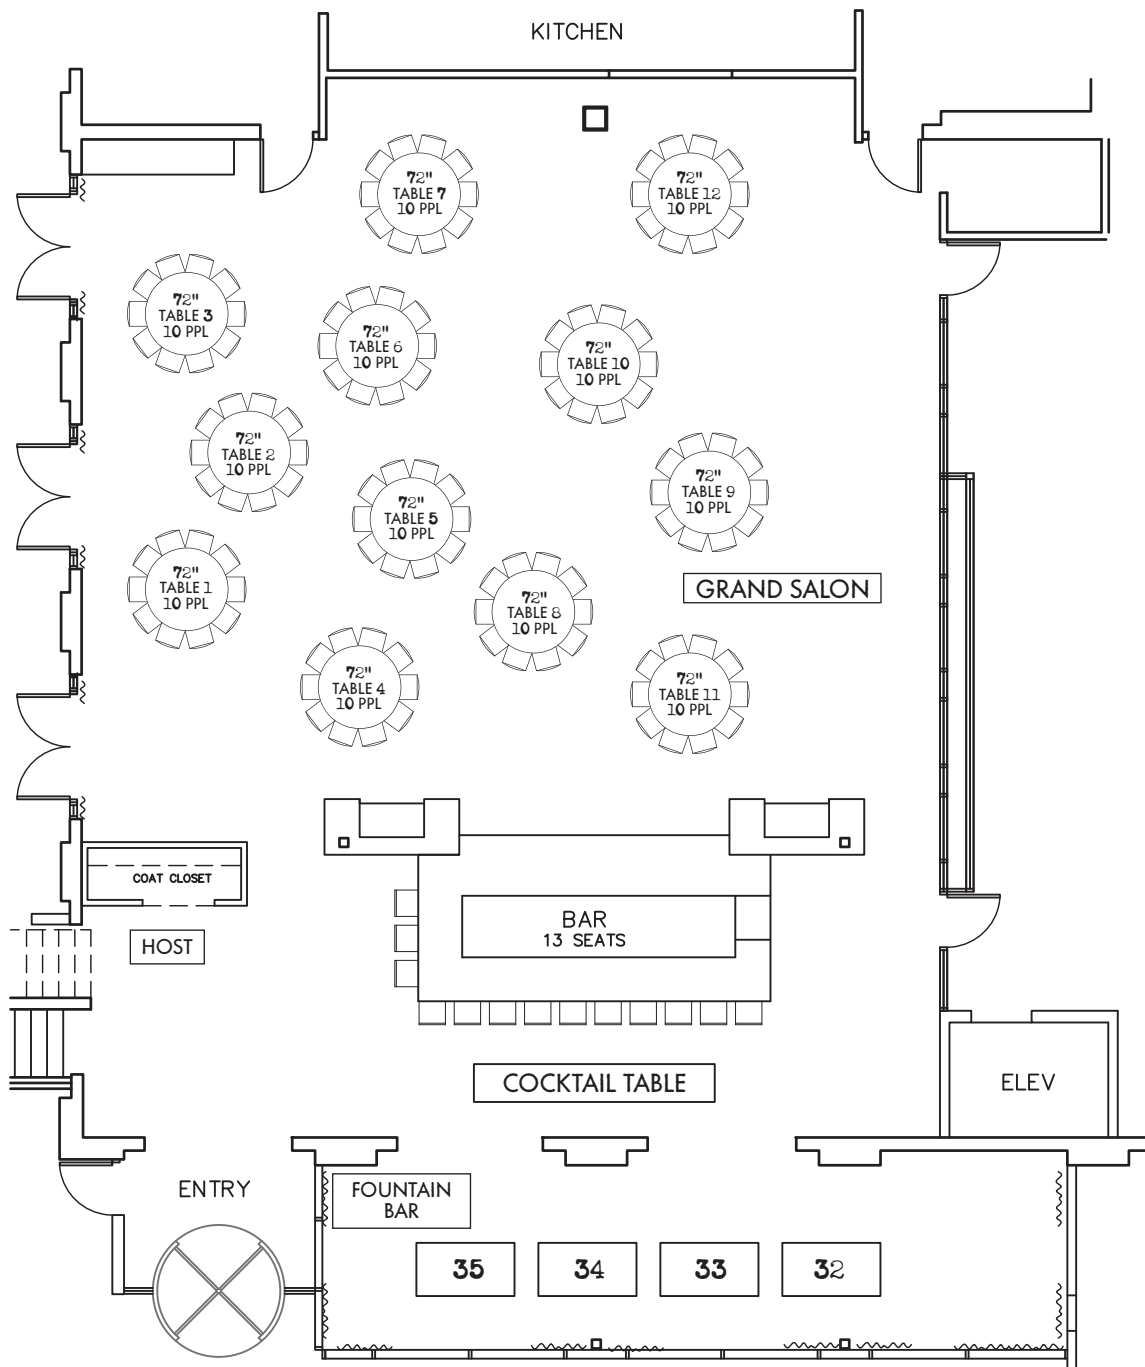 KITCHEN
72"
TABLE 7
10 PPL
72"
TABLE 12
10 PPL
72"
TABLE 3
10 PPL
72"
TABLE 6
10 PPL
72"
TABLE 10
10 PPL
72"
TABLE 2
10 PPL
72"
TABLE 5
10 PPL
72"
TABLE 9
10 PPL
72"
TABLE 1
10 PPL
72"
TABLE 8
10 PPL
GRAND SALON
72"
TABLE 4
10 PPL
72"
TABLE 11
10 PPL
COAT CLOSET
HOST
BAR
13 SEATS
COCKTAIL TABLE
ELEV
ENTRY
FOUNTAIN
BAR
35
34
33
32